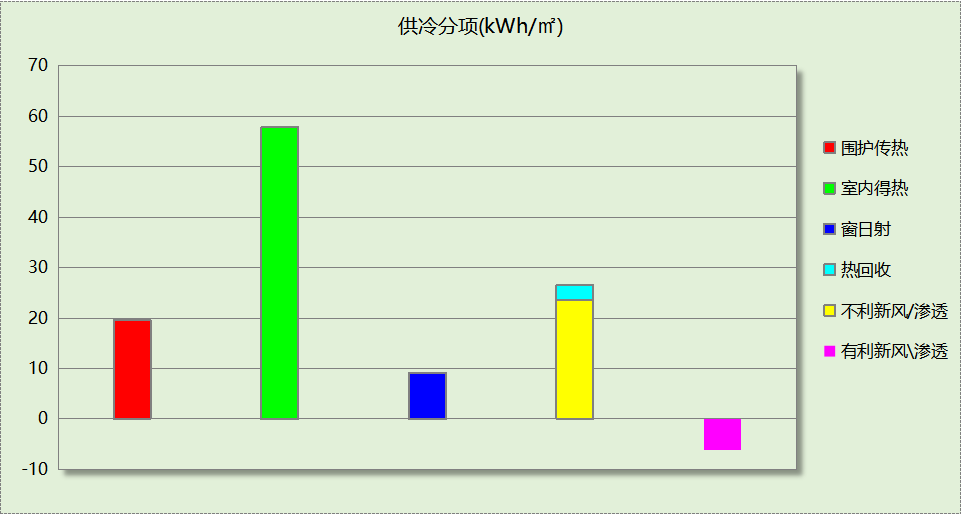 供冷分项(kWh/㎡)
70
60
50
40
30
20
10
0
-10
围护传热
室内得热
窗日射
热回收
不利新风/渗透
有利新风\渗透